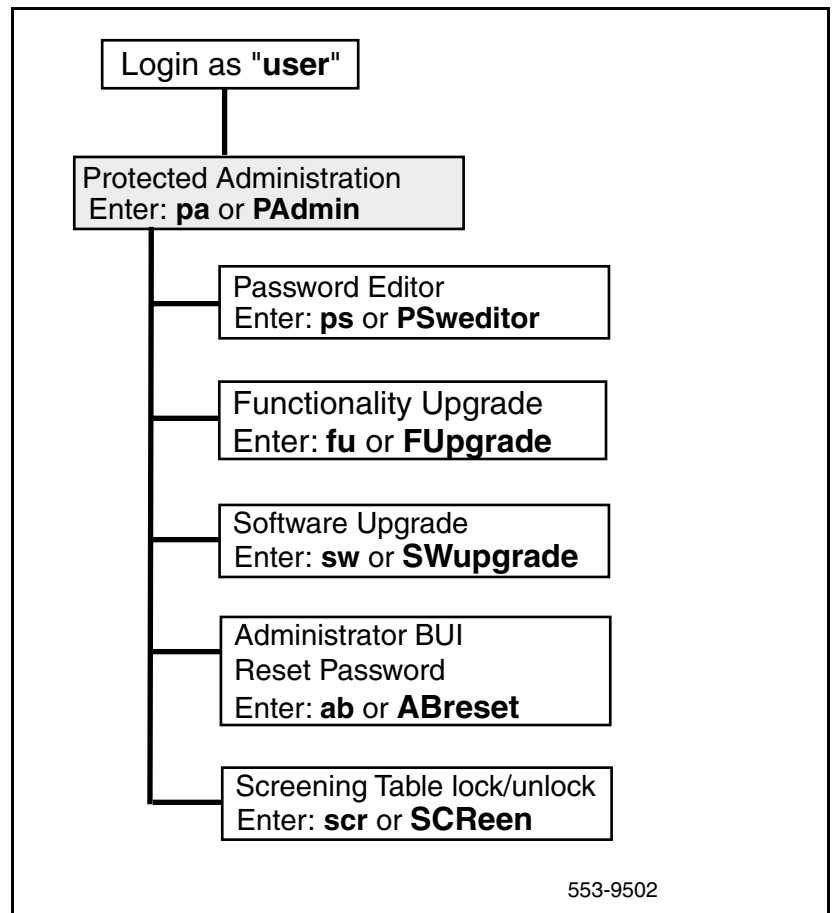 Login as "user"
Protected Administration
Enter: pa or PAdmin
Password Editor
Enter: ps or PSweditor
Functionality Upgrade
Enter: fu or FUpgrade
Software Upgrade
Enter: sw or SWupgrade
Administrator BUI
Reset Password
Enter: ab or ABreset
Screening Table lock/unlock
Enter: scr or SCReen
553-9502